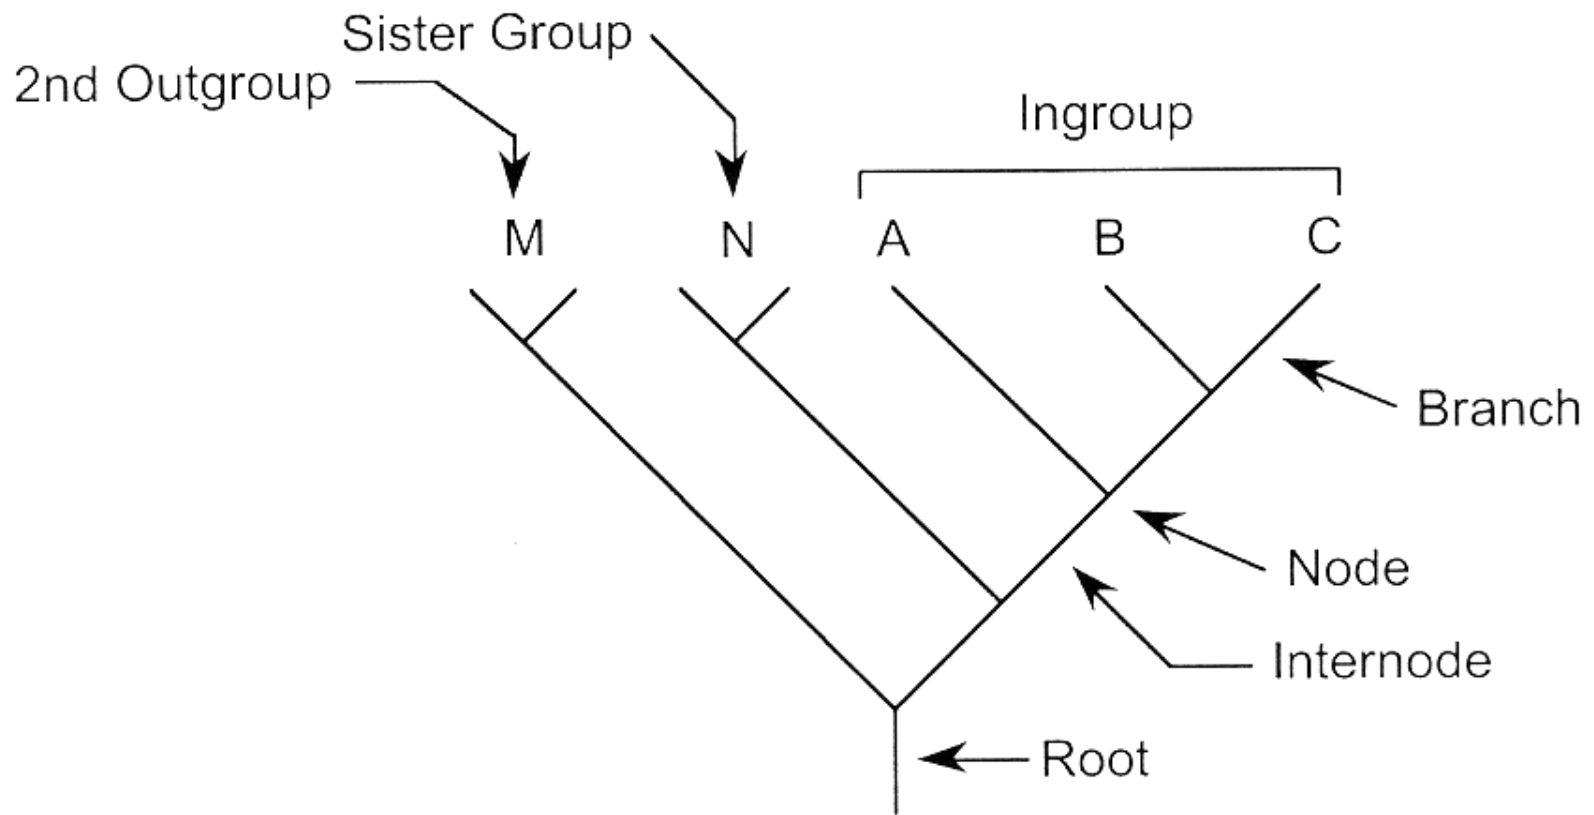 Sister Group
2nd Outgroup
Ingroup
M N A B C
Branch
Node
Internode
Root